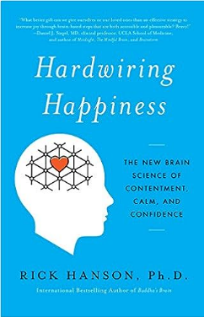 "What better gift can we give ourselves or our loved ones than an effective strategy to
increase joy through brain-based steps that are both accessible and pleasurable? Bravo!"
—Daniel J. Siegel, MD, clinical professor, UCLA School of Medicine,
and author of Mindsight, The Mindful Brain, and Brainstorm
Hardwiring
Happiness
THE NEW BRAIN
SCIENCE OF
CONTENTMENT,
CALM, AND
CONFIDENCE
RICK HANSON, Ph.D.
International Bestselling Author of Buddha's Brain